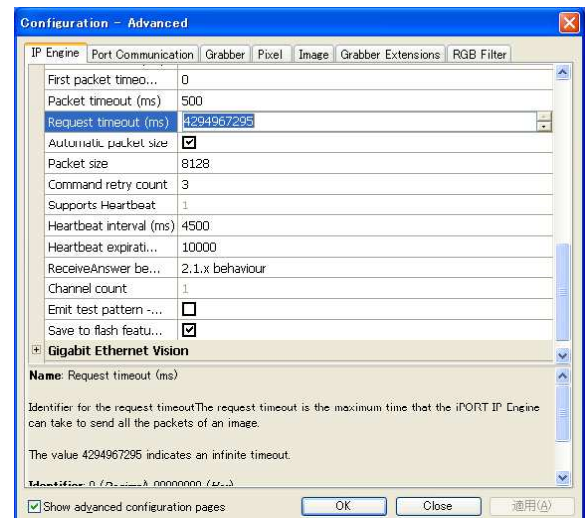 Configuration - Advanced
IP Engine Port Communication Grabber Pixel Image Grabber Extensions RGB Filter
First packet timeo... 0
Packet timeout (ms) 500
Request timeout (ms) 4294967295
Automatic packet size
Packet size 8128
Command retry count 3
Supports Heartbeat 1
Heartbeat interval (ms) 4500
Heartbeat expirati... 10000
ReceiveAnswer be... 2.1.x behaviour
Channel count 1
Emit test pattern -...
Save to flash featu...
Gigabit Ethernet Vision
Name: Request timeout (ms)
Identifier for the request timeoutThe request timeout is the maximum time that the iPORT IP Engine
can take to send all the packets of an image.
The value 4294967295 indicates an infinite timeout.
Identifier: 0 (Decimal) 00000000 (Hex)
Show advanced configuration pages OK Close 適用(A)